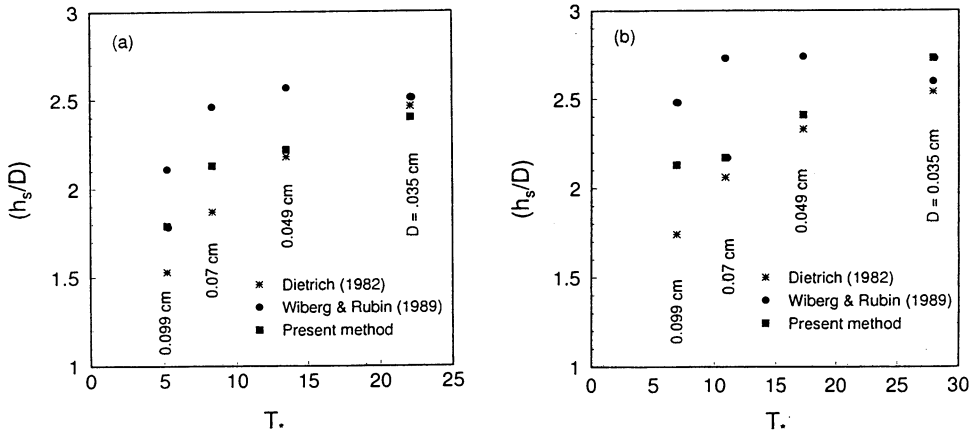 (a)
3
2.5
2
1.5
1
(hₛ/D)
0.099 cm
0.07 cm
0.049 cm
D = .035 cm
✳ Dietrich (1982)
● Wiberg & Rubin (1989)
■ Present method
0 5 10 15 20 25
T*
(b)
3
2.5
2
1.5
1
(hₛ/D)
0.099 cm
0.07 cm
0.049 cm
D = 0.035 cm
✳ Dietrich (1982)
● Wiberg & Rubin (1989)
■ Present method
0 5 10 15 20 25 30
T*